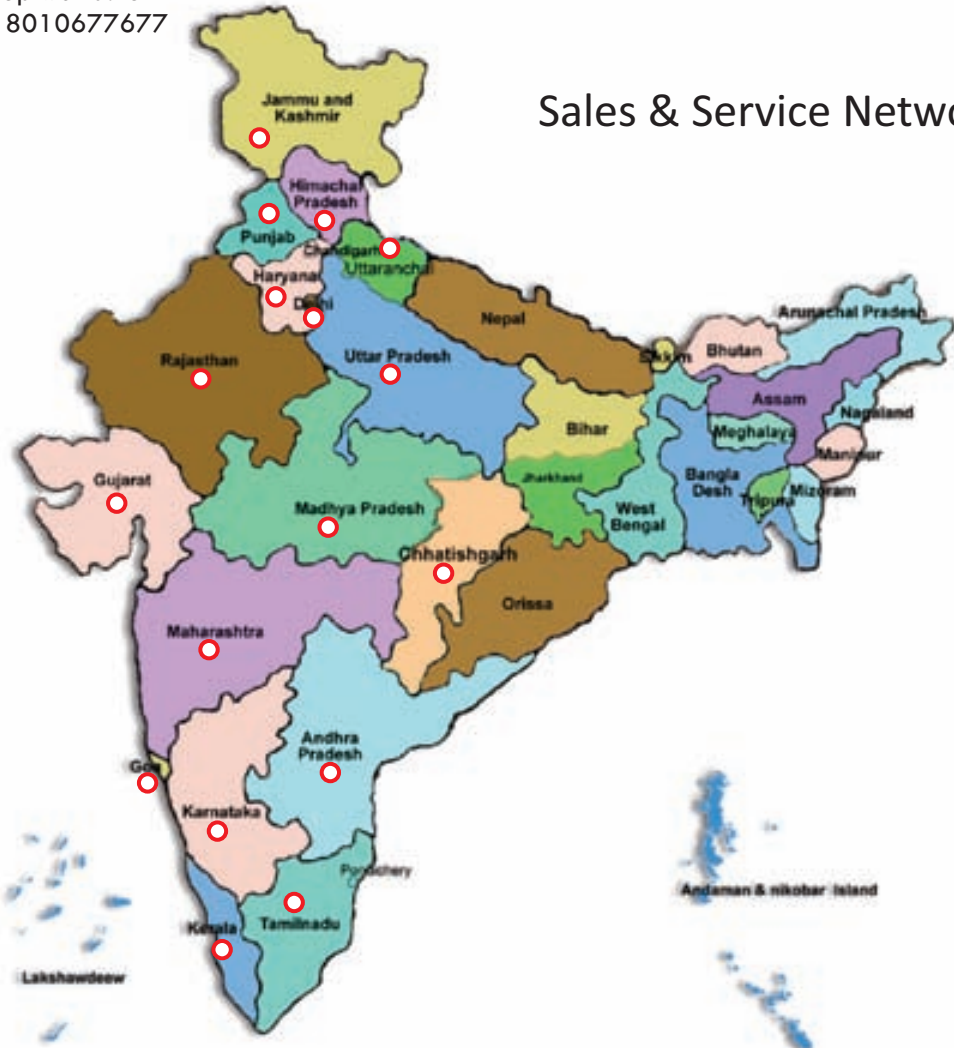 8010677677
Sales & Service Netwo
Jammu and
Kashmir
Himachal
Pradesh
Punjab
Chandigarh
Uttaranchal
Haryana
Delhi
Rajasthan
Uttar Pradesh
Nepal
Sikkim
Bhutan
Arunachal Pradesh
Assam
Nagaland
Meghalaya
Manipur
Bihar
Jharkhand
West
Bengal
Bangla
Desh
Tripura
Mizoram
Gujarat
Madhya Pradesh
Chhatishgarh
Orissa
Maharashtra
Andhra
Pradesh
Goa
Karnataka
Kerala
Tamilnadu
Lakshawdeew
Andaman & nikobar Island